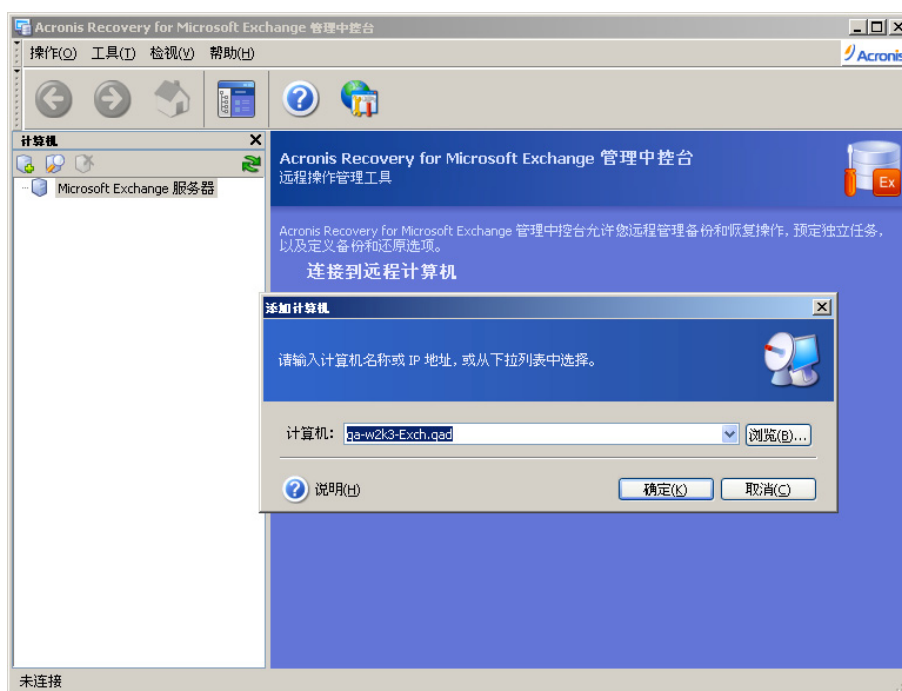 Acronis Recovery for Microsoft Exchange 管理中控台
操作(O) 工具(T) 检视(V) 帮助(H)
Acronis
计算机
Microsoft Exchange 服务器
Acronis Recovery for Microsoft Exchange 管理中控台
远程操作管理工具
Ex
Acronis Recovery for Microsoft Exchange 管理中控台允许您远程管理备份和恢复操作, 预定独立任务,
以及定义备份和还原选项。
连接到远程计算机
添加计算机
请输入计算机名称或 IP 地址, 或从下拉列表中选择。
计算机: qa-w2k3-Exch.qad 浏览(B)...
说明(H) 确定(K) 取消(C)
未连接